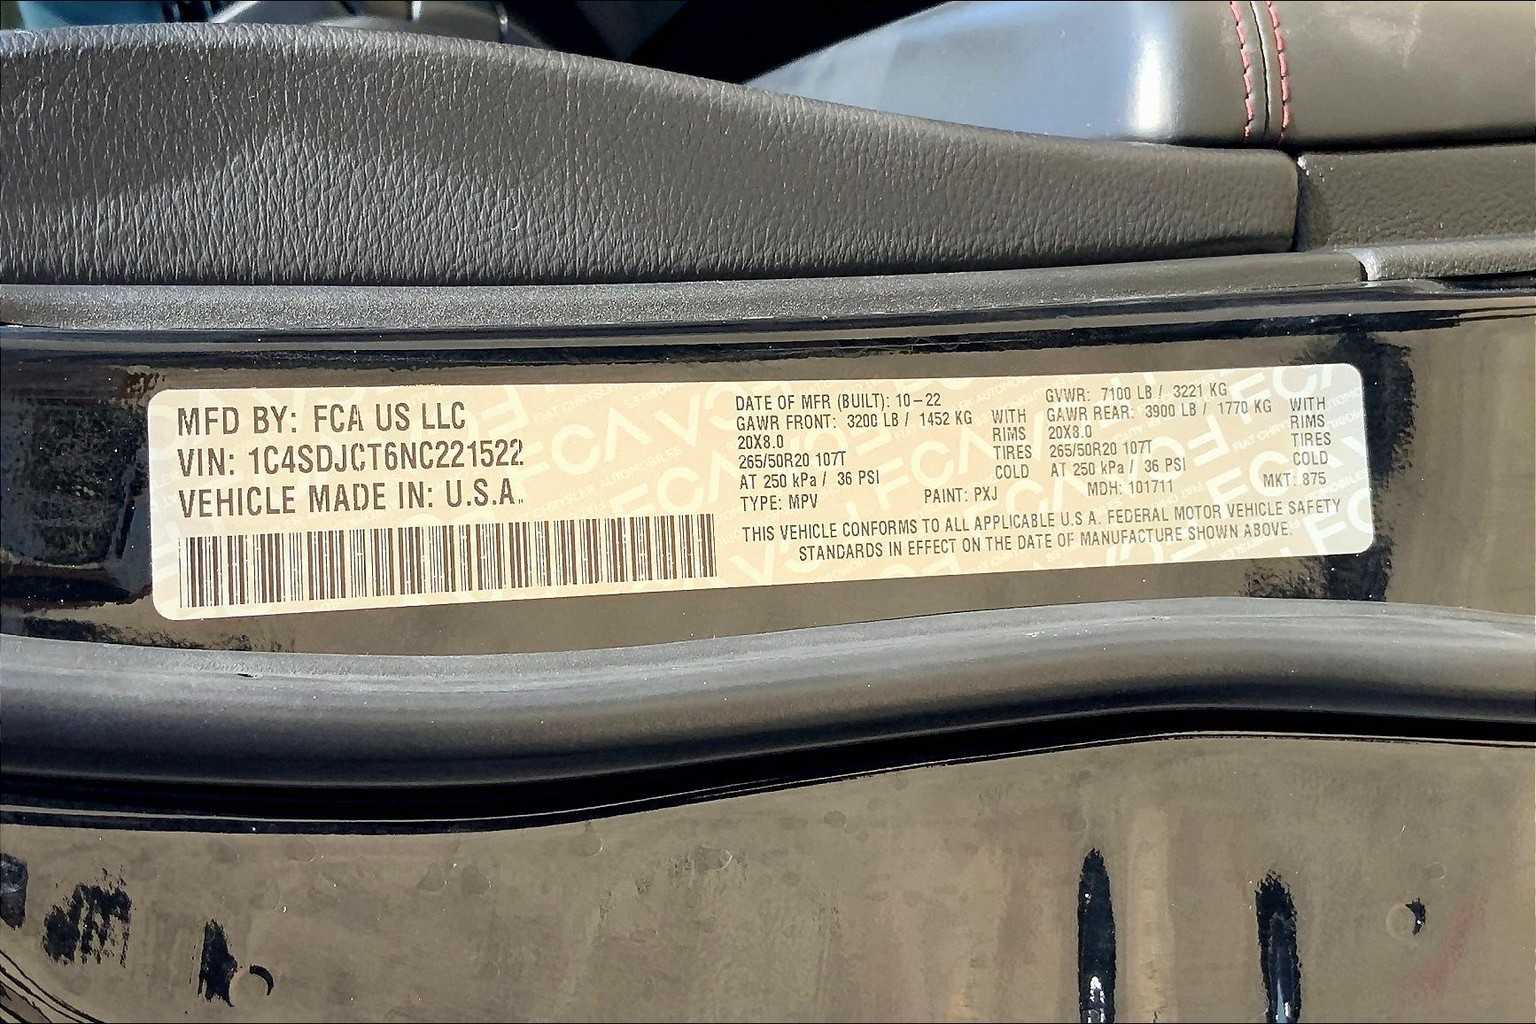 MFD BY: FCA US LLC
VIN: 1C4SDJCT6NC221522
VEHICLE MADE IN: U.S.A.
DATE OF MFR (BUILT): 10-22
GAWR FRONT: 3200 LB / 1452 KG WITH
20X8.0 RIMS
265/50R20 107T TIRES
AT 250 kPa / 36 PSI COLD
TYPE: MPV PAINT: PXJ
GVWR: 7100 LB / 3221 KG
GAWR REAR: 3900 LB / 1770 KG WITH
20X8.0 RIMS
265/50R20 107T TIRES
AT 250 kPa / 36 PSI COLD
MDH: 101711 MKT: 875
THIS VEHICLE CONFORMS TO ALL APPLICABLE U.S.A. FEDERAL MOTOR VEHICLE SAFETY
STANDARDS IN EFFECT ON THE DATE OF MANUFACTURE SHOWN ABOVE.